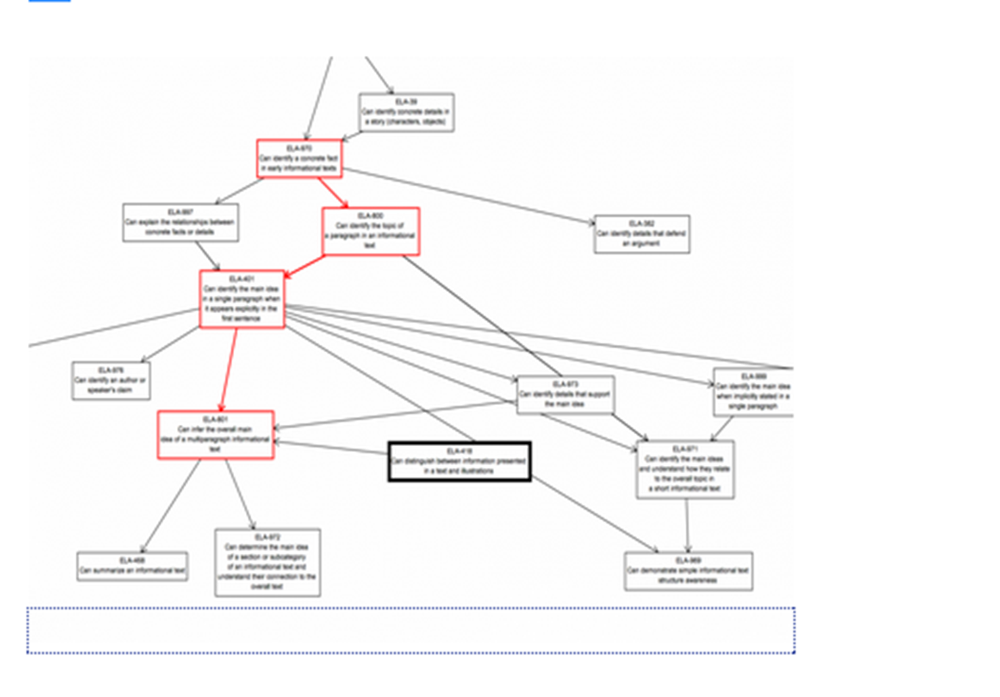 ELA-39
Can identify concrete details in
a story (characters, objects)
ELA-970
Can identify a concrete fact
in early informational texts
Can explain the relationships between
concrete facts or details
ELA-800
Can identify the topic of
a paragraph in an informational
text
Can identify details that defend
an argument
ELA-401
Can identify the main idea
in a single paragraph when
it appears explicitly in the
first sentence
Can identify an author or
speaker's claim
ELA-973
Can identify details that support
the main idea
Can identify the main idea
when implicitly stated in a
single paragraph
ELA-801
Can infer the overall main
idea of a multiparagraph informational
text
Can distinguish between information presented
in a text and illustrations
ELA-971
Can identify the main ideas
and understand how they relate
to the overall topic in
a short informational text
ELA-972
Can determine the main idea
of a section or subcategory
of an informational text and
understand their connection to the
overall text
Can summarize an informational text
ELA-969
Can demonstrate simple informational text
structure awareness